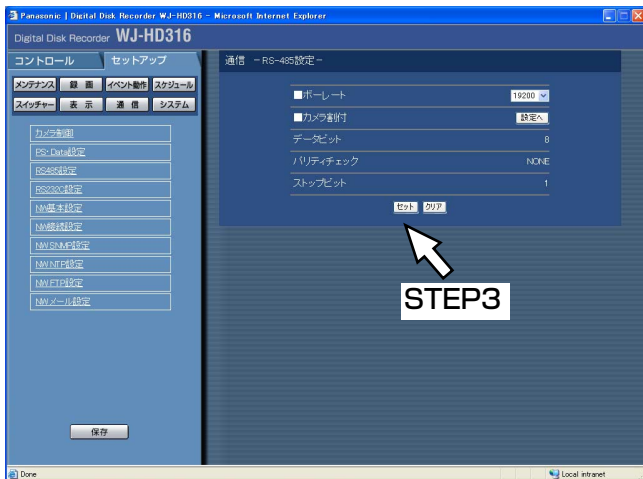 Panasonic | Digital Disk Recorder WJ-HD316 - Microsoft Internet Explorer
Digital Disk Recorder WJ-HD316
コントロール セットアップ
通信 -RS-485設定-
メンテナンス 録 画 イベント動作 スケジュール
スイッチャー 表 示 通 信 システム
■ボーレート 19200
■カメラ割付 設定へ
データビット 8
パリティチェック NONE
ストップビット 1
セット クリア
カメラ制御
PS・Data設定
RS485設定
RS232C設定
NW基本設定
NW接続設定
NW.SNMP設定
NW.NTP設定
NW.FTP設定
NW.メール設定
STEP3
保存
Done Local intranet